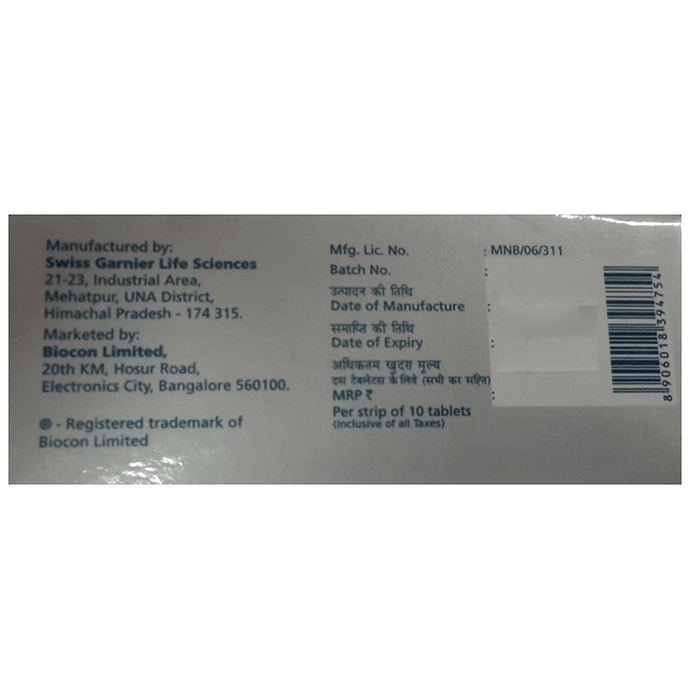 Manufactured by:
Swiss Garnier Life Sciences
21-23, Industrial Area,
Mehatpur, UNA District,
Himachal Pradesh - 174 315.
Marketed by:
Biocon Limited,
20th KM, Hosur Road,
Electronics City, Bangalore 560100.
® - Registered trademark of
Biocon Limited
Mfg. Lic. No. : MNB/06/311
Batch No. :
उत्पादन की तिथि
Date of Manufacture :
समाप्ति की तिथि
Date of Expiry :
अधिकतम खुदरा मूल्य
दस टेबलेटस के लिये (सभी कर सहित)
MRP ₹ :
Per strip of 10 tablets
(Inclusive of all Taxes)
8 906018 394754